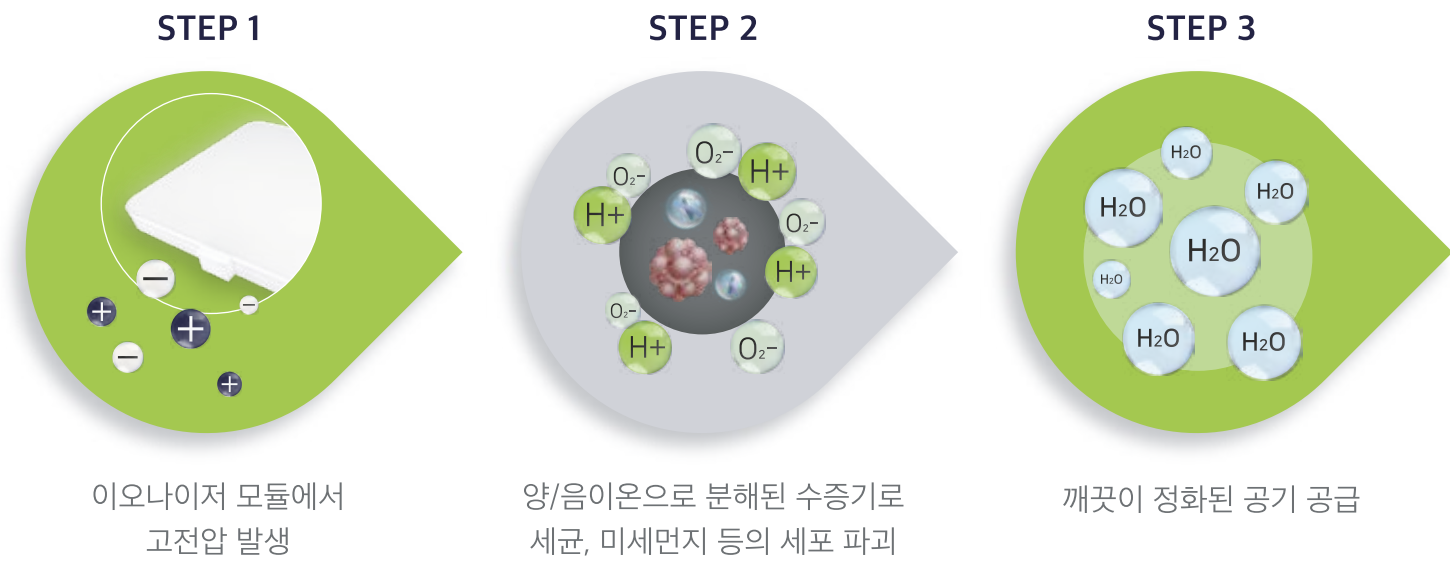 STEP 1
STEP 2
STEP 3
O₂-
H+
O₂-
H+
O₂-
H+
O₂-
H+
O₂-
H₂O
H₂O
H₂O
H₂O
H₂O
H₂O
H₂O
이오나이저 모듈에서
고전압 발생
양/음이온으로 분해된 수증기로
세균, 미세먼지 등의 세포 파괴
깨끗이 정화된 공기 공급